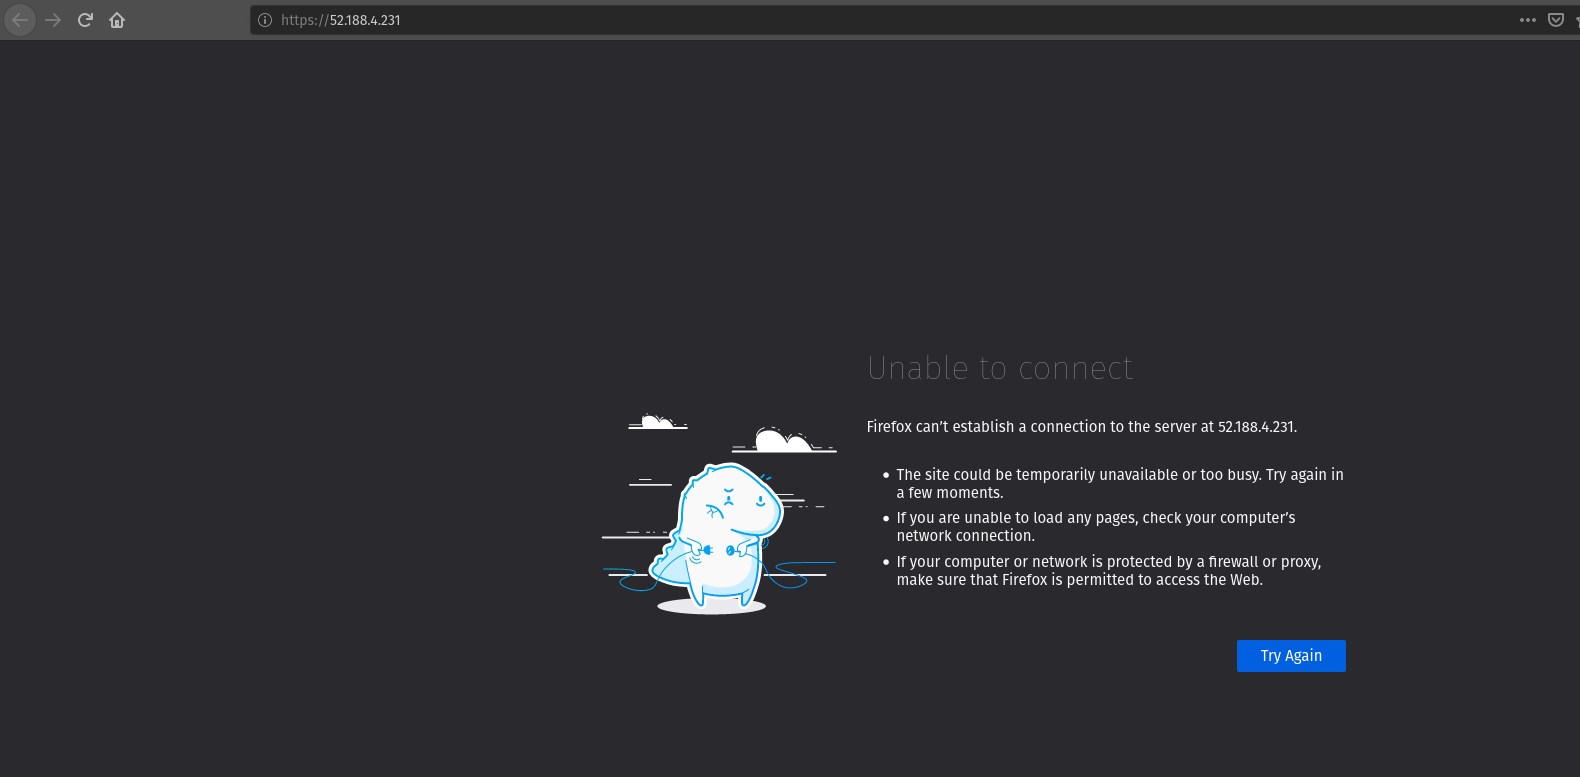 https://52.188.4.231
Unable to connect
Firefox can’t establish a connection to the server at 52.188.4.231.
The site could be temporarily unavailable or too busy. Try again in
a few moments.
If you are unable to load any pages, check your computer’s
network connection.
If your computer or network is protected by a firewall or proxy,
make sure that Firefox is permitted to access the Web.
Try Again